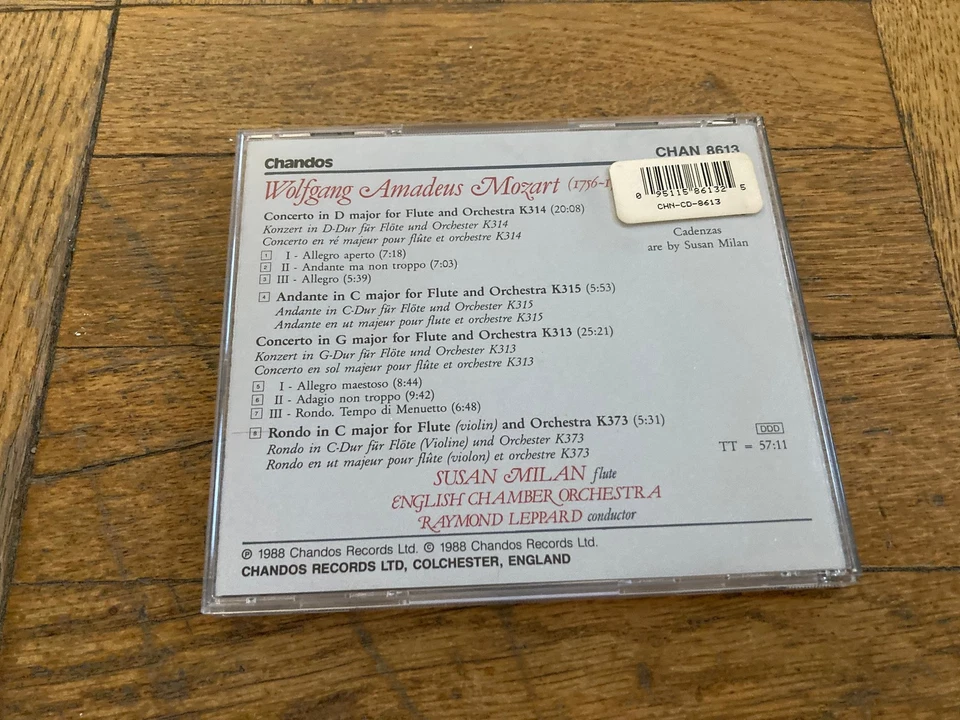 Chandos
CHAN 8613
Wolfgang Amadeus Mozart (1756-1
0 95115 86132 5
CHN-CD-8613
Cadenzas
are by Susan Milan
Concerto in D major for Flute and Orchestra K314 (20:08)
Konzert in D-Dur für Flöte und Orchester K314
Concerto en ré majeur pour flûte et orchestre K314
1 I - Allegro aperto (7:18)
2 II - Andante ma non troppo (7:03)
3 III - Allegro (5:39)
4 Andante in C major for Flute and Orchestra K315 (5:53)
Andante in C-Dur für Flöte und Orchester K315
Andante en ut majeur pour flute et orchestre K315
Concerto in G major for Flute and Orchestra K313 (25:21)
Konzert in G-Dur für Flöte und Orchester K313
Concerto en sol majeur pour flûte et orchestre K313
5 I - Allegro maestoso (8:44)
6 II - Adagio non troppo (9:42)
7 III - Rondo. Tempo di Menuetto (6:48)
8 Rondo in C major for Flute (violin) and Orchestra K373 (5:31)
Rondo in C-Dur für Flöte (Violine) und Orchester K373
Rondo en ut majeur pour flûte (violon) et orchestre K373
DDD
TT = 57:11
SUSAN MILAN flute
ENGLISH CHAMBER ORCHESTRA
RAYMOND LEPPARD conductor
℗ 1988 Chandos Records Ltd. © 1988 Chandos Records Ltd.
CHANDOS RECORDS LTD, COLCHESTER, ENGLAND